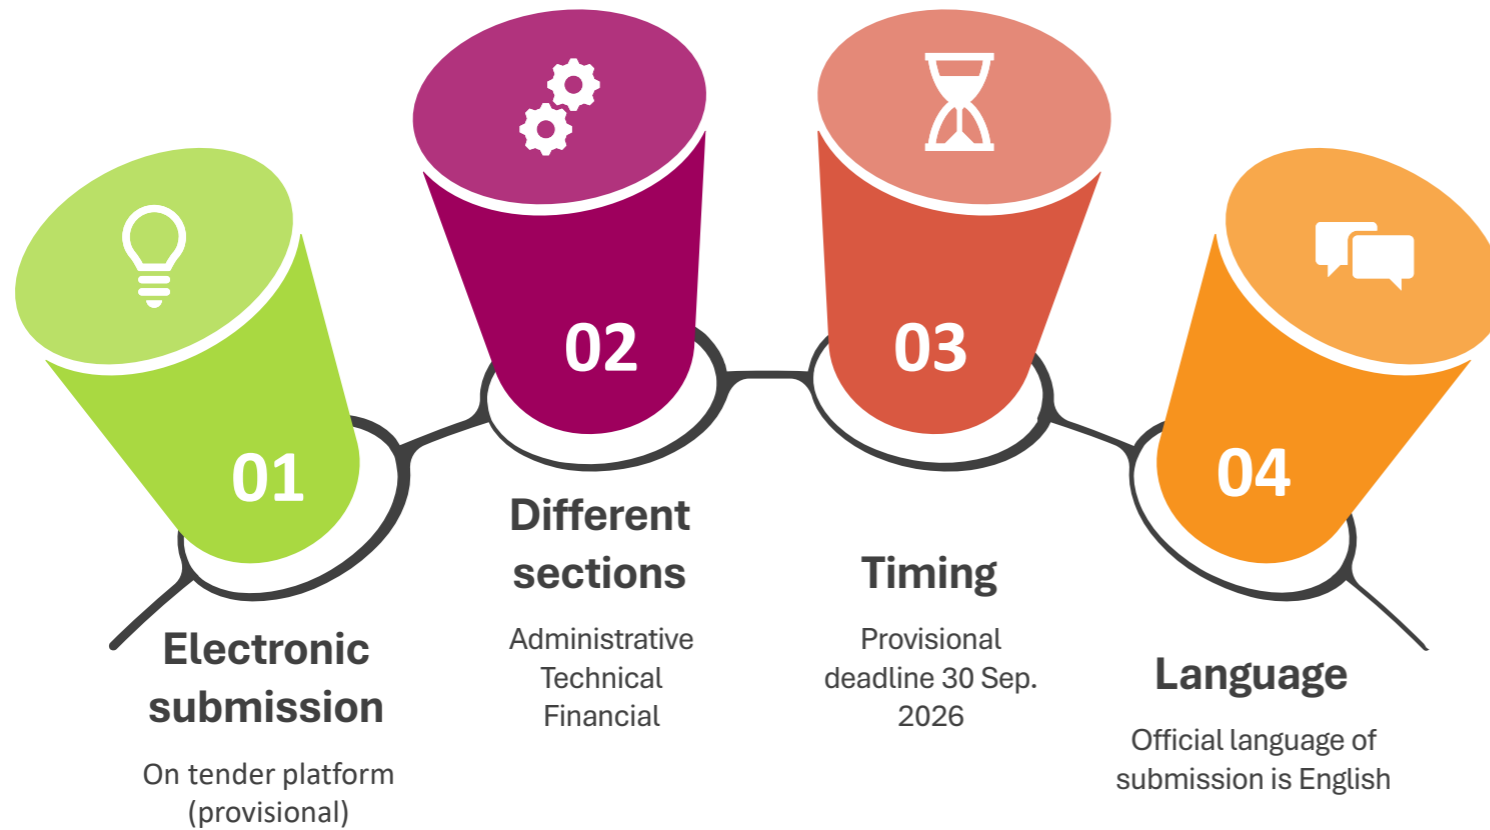 01
Electronic
submission
On tender platform
(provisional)
02
Different
sections
Administrative
Technical
Financial
03
Timing
Provisional
deadline 30 Sep.
2026
04
Language
Official language of
submission is English